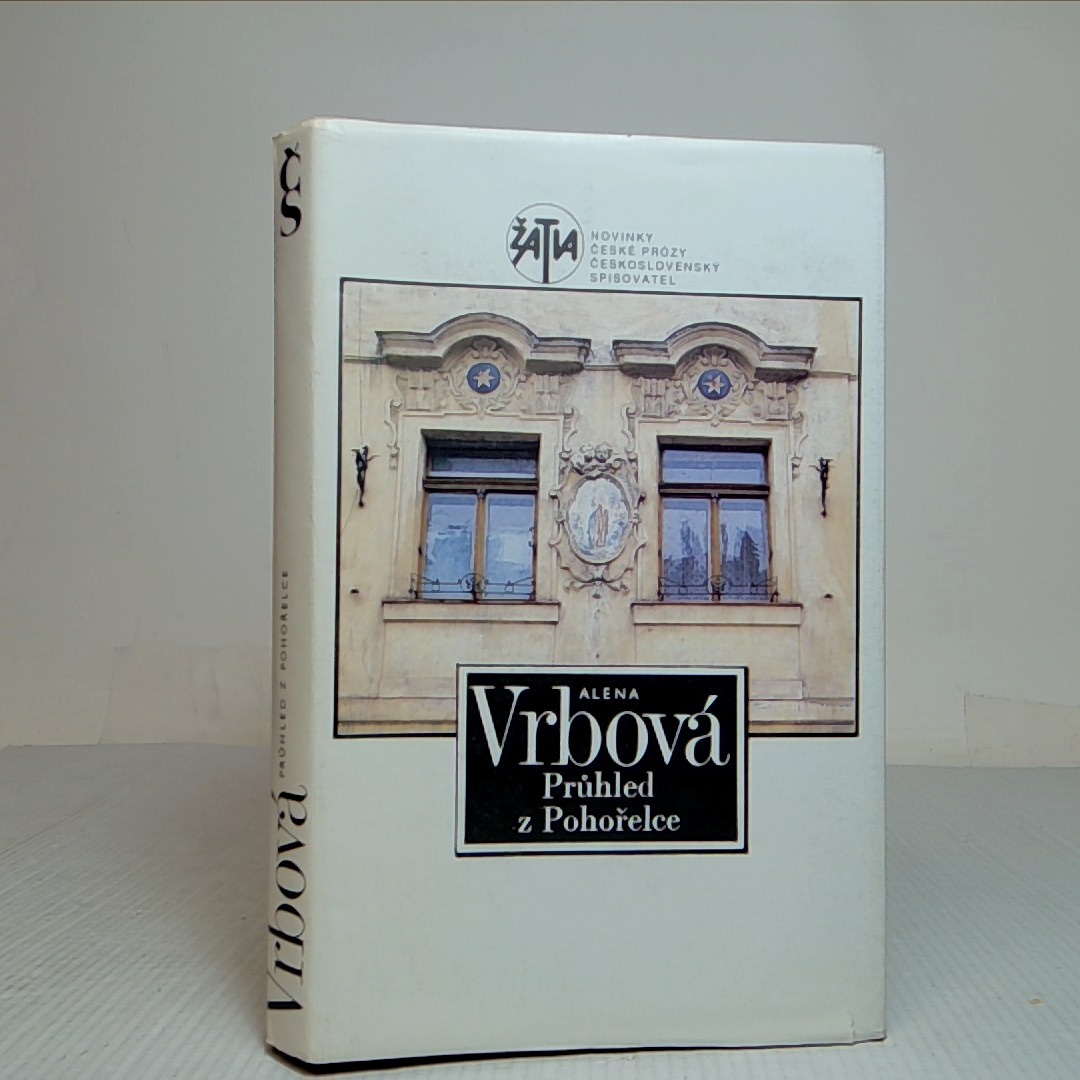 ČS
Vrbová
PRŮHLED Z POHOŘELCE
ŽATVA
NOVINKY
ČESKÉ PRÓZY
ČESKOSLOVENSKÝ
SPISOVATEL
ALENA
Vrbová
Průhled
z Pohořelce